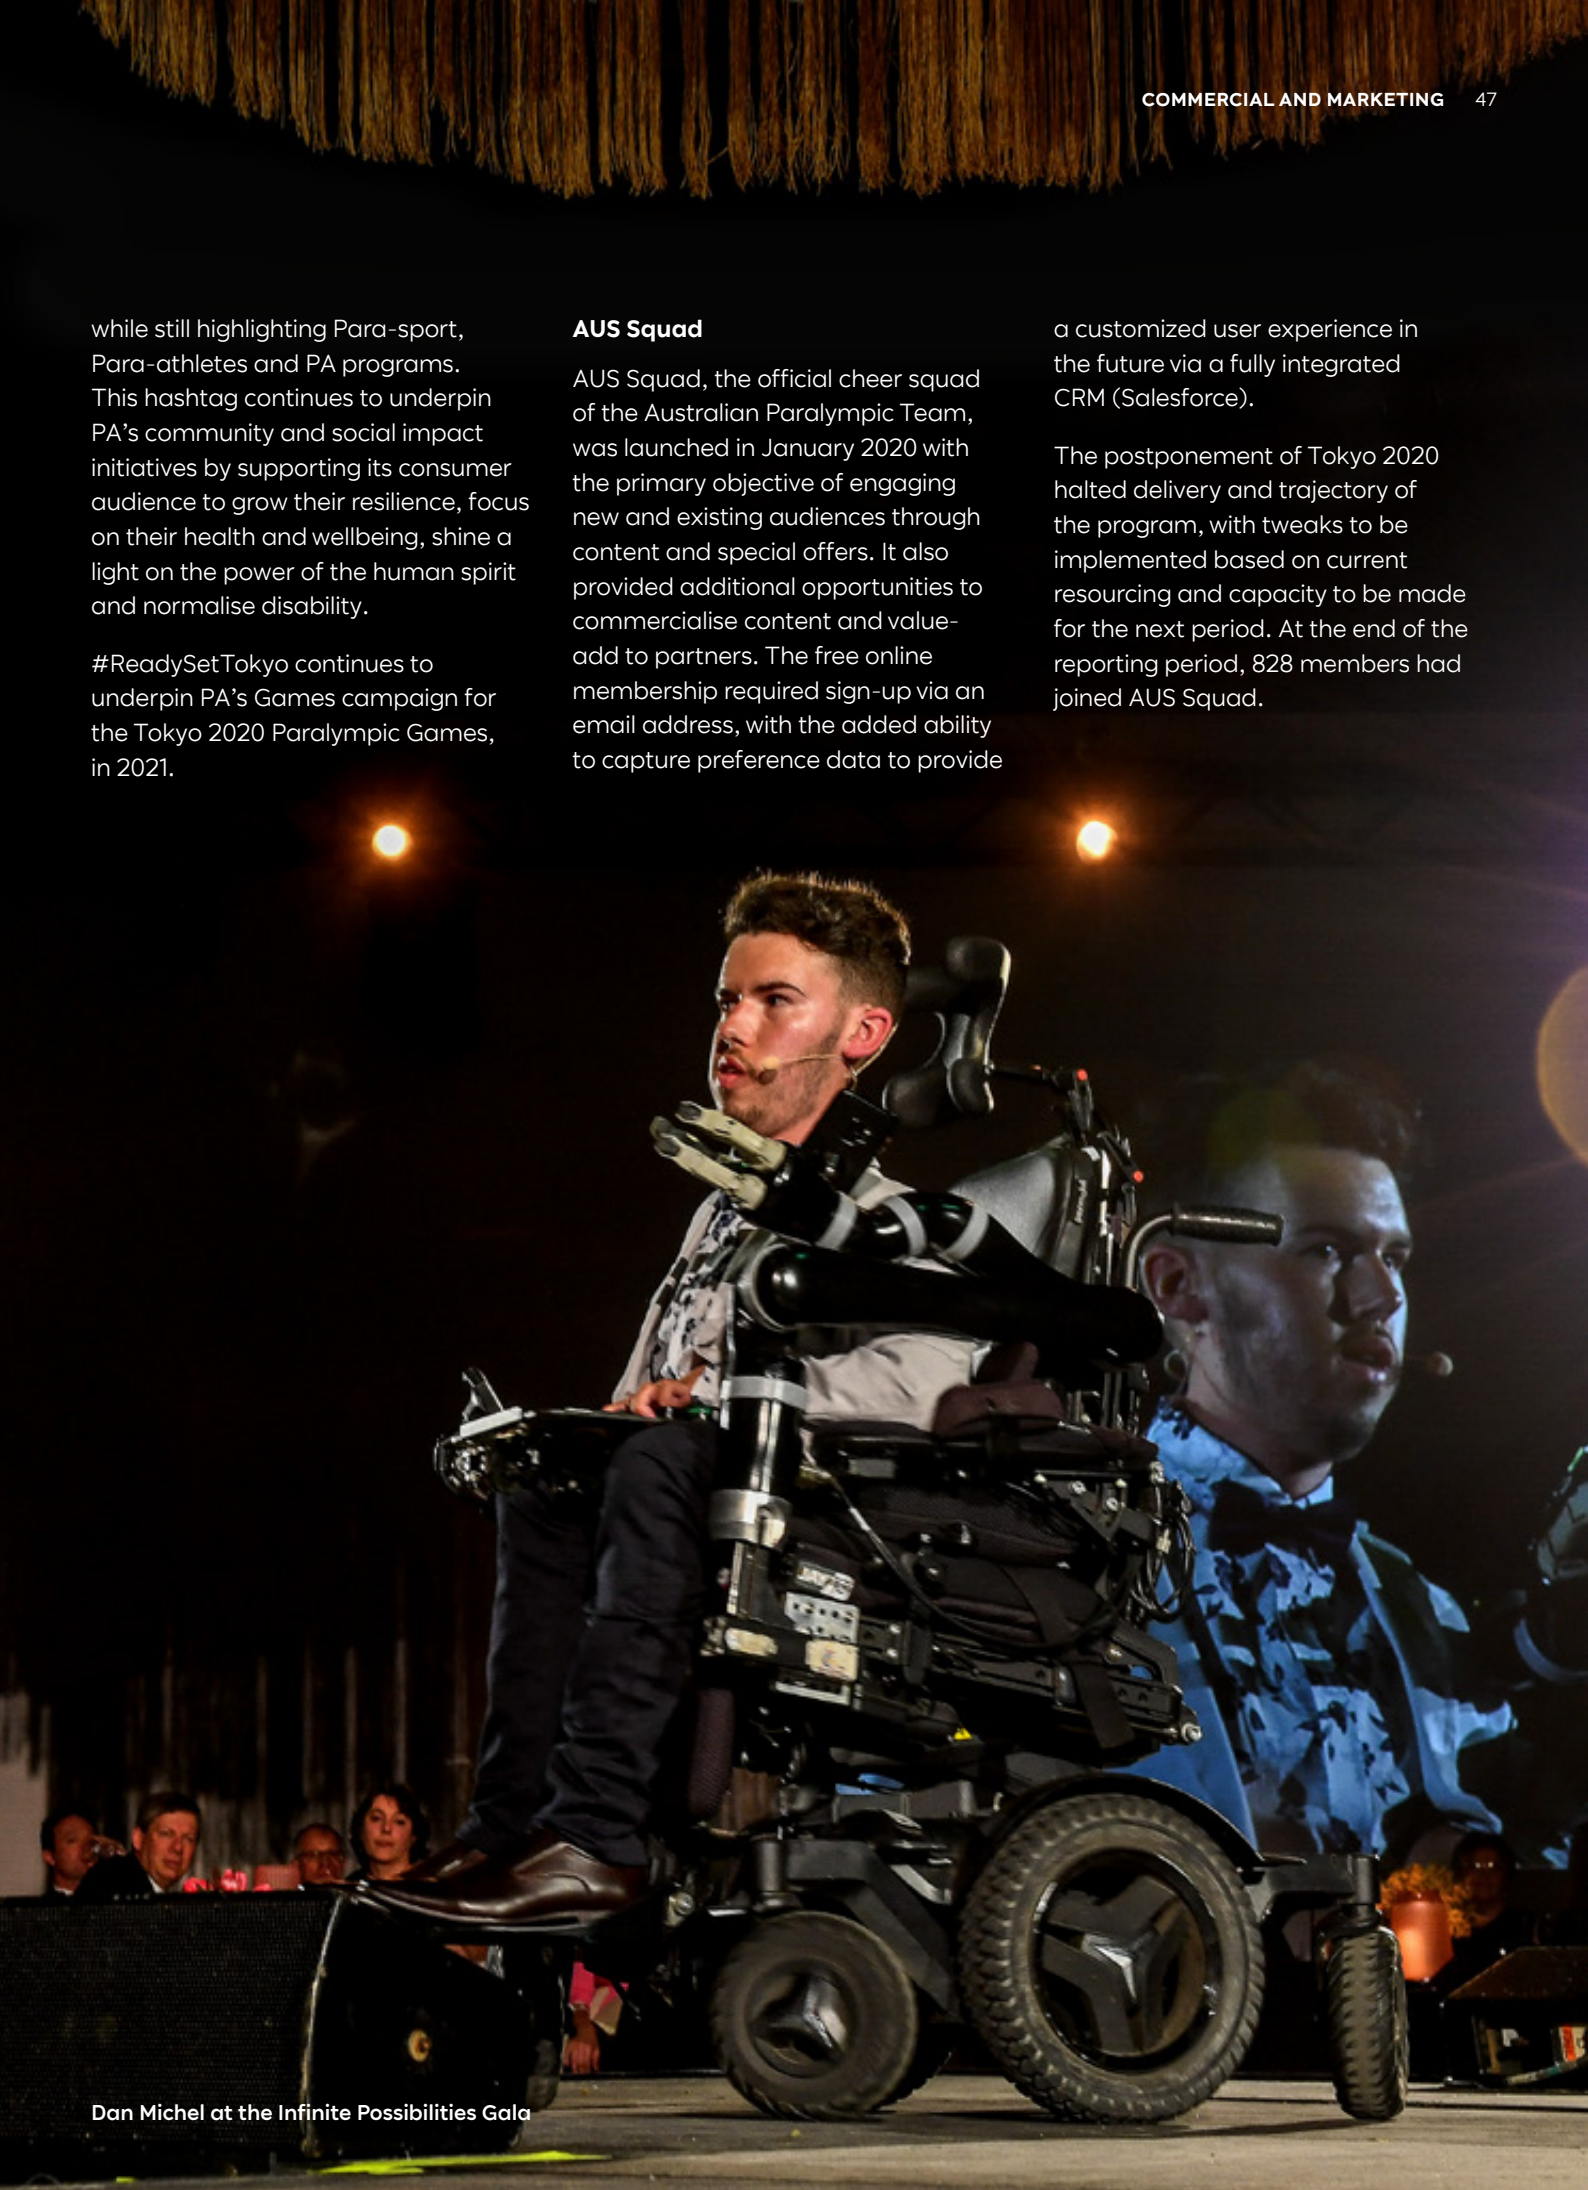 COMMERCIAL AND MARKETING 47
while still highlighting Para-sport,
Para-athletes and PA programs.
This hashtag continues to underpin
PA's community and social impact
initiatives by supporting its consumer
audience to grow their resilience, focus
on their health and wellbeing, shine a
light on the power of the human spirit
and normalise disability.
#ReadySetTokyo continues to
underpin PA's Games campaign for
the Tokyo 2020 Paralympic Games,
in 2021.
AUS Squad
AUS Squad, the official cheer squad
of the Australian Paralympic Team,
was launched in January 2020 with
the primary objective of engaging
new and existing audiences through
content and special offers. It also
provided additional opportunities to
commercialise content and value-
add to partners. The free online
membership required sign-up via an
email address, with the added ability
to capture preference data to provide
a customized user experience in
the future via a fully integrated
CRM (Salesforce).
The postponement of Tokyo 2020
halted delivery and trajectory of
the program, with tweaks to be
implemented based on current
resourcing and capacity to be made
for the next period. At the end of the
reporting period, 828 members had
joined AUS Squad.
Dan Michel at the Infinite Possibilities Gala